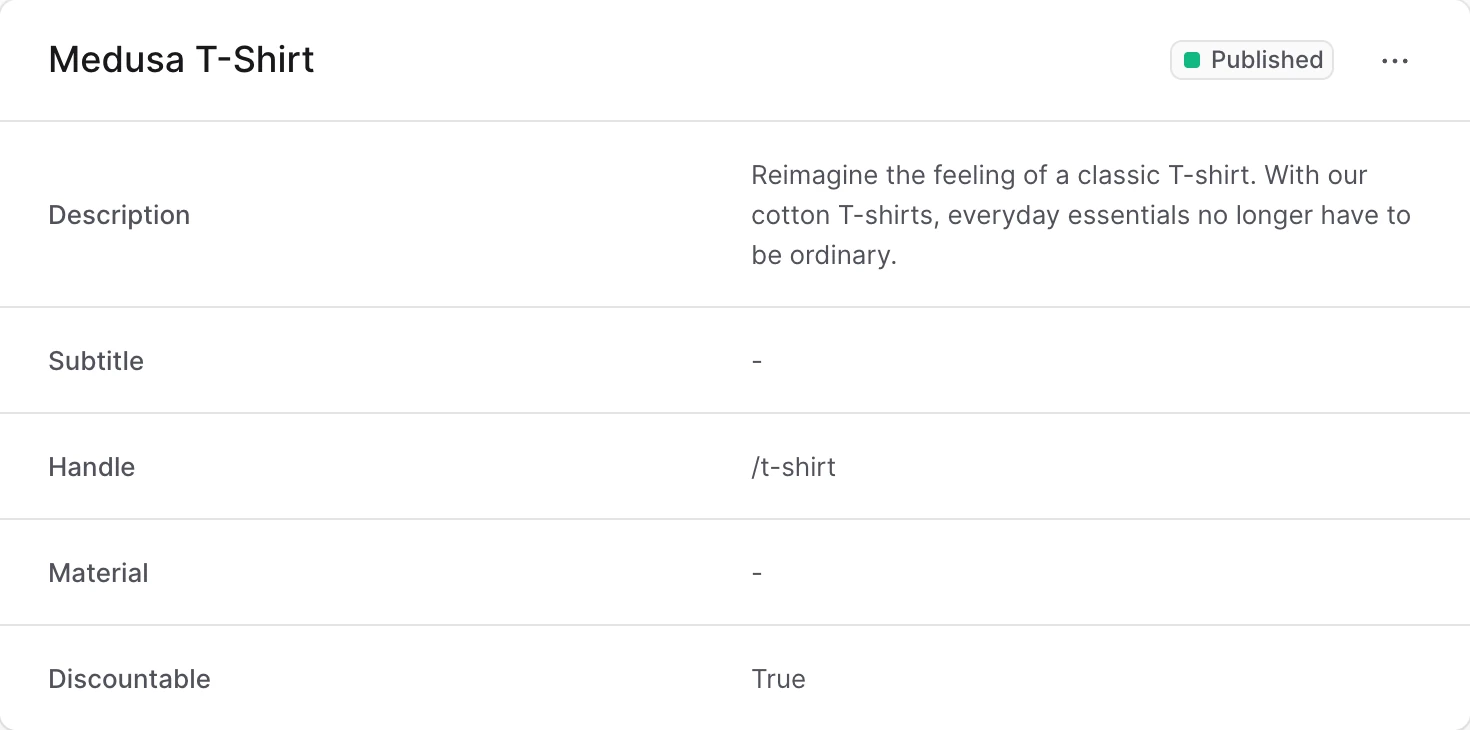 Medusa T-Shirt
Published
Description
Reimagine the feeling of a classic T-shirt. With our
cotton T-shirts, everyday essentials no longer have to
be ordinary.
Subtitle
-
Handle
/t-shirt
Material
-
Discountable
True